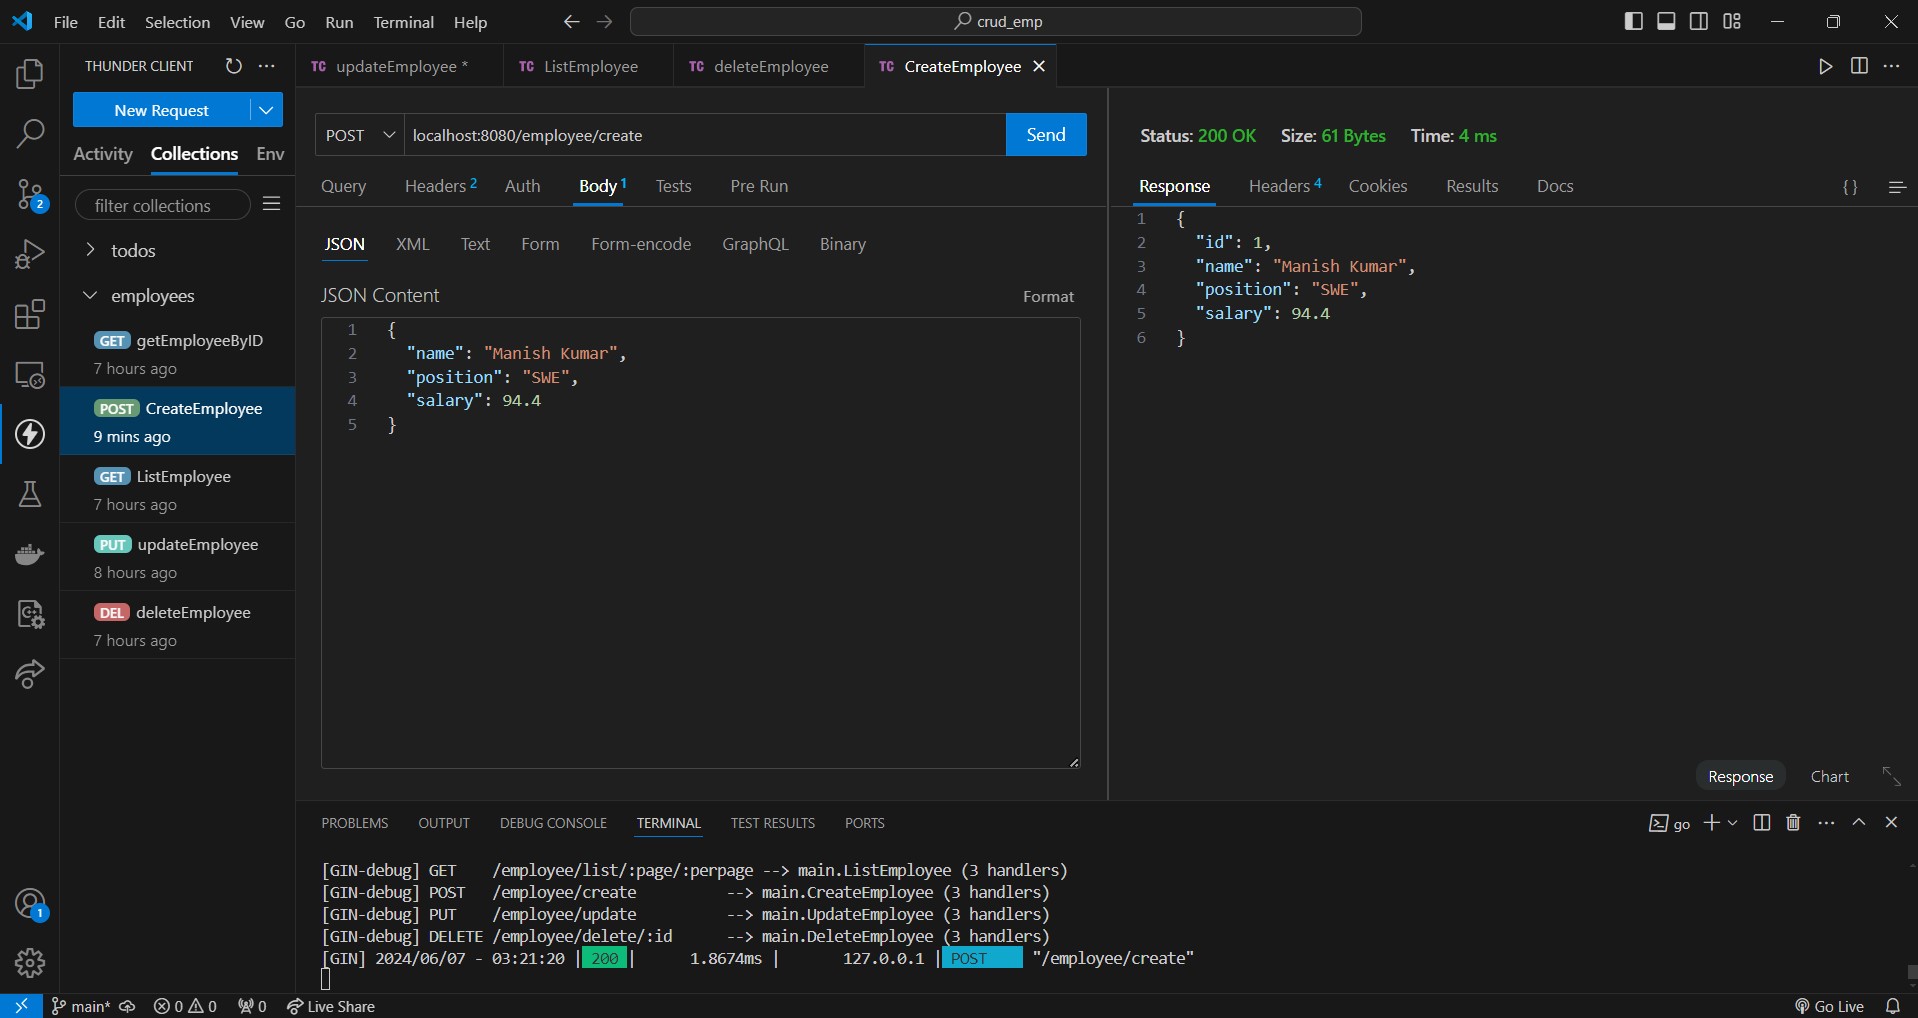 File Edit Selection View Go Run Terminal Help
crud_emp
THUNDER CLIENT
New Request
Activity Collections Env
filter collections
todos
employees
GET getEmployeeByID
7 hours ago
POST CreateEmployee
9 mins ago
GET ListEmployee
7 hours ago
PUT updateEmployee
8 hours ago
DEL deleteEmployee
7 hours ago
2
1
TC updateEmployee *
TC ListEmployee
TC deleteEmployee
TC CreateEmployee
POST localhost:8080/employee/create Send
Query Headers 2 Auth Body 1 Tests Pre Run
JSON XML Text Form Form-encode GraphQL Binary
JSON Content Format
1 {
2 "name": "Manish Kumar",
3 "position": "SWE",
4 "salary": 94.4
5 }
Status: 200 OK Size: 61 Bytes Time: 4 ms
Response Headers 4 Cookies Results Docs { }
1 {
2 "id": 1,
3 "name": "Manish Kumar",
4 "position": "SWE",
5 "salary": 94.4
6 }
Response Chart
PROBLEMS OUTPUT DEBUG CONSOLE TERMINAL TEST RESULTS PORTS
go
[GIN-debug] GET /employee/list/:page/:perpage --> main.ListEmployee (3 handlers)
[GIN-debug] POST /employee/create --> main.CreateEmployee (3 handlers)
[GIN-debug] PUT /employee/update --> main.UpdateEmployee (3 handlers)
[GIN-debug] DELETE /employee/delete/:id --> main.DeleteEmployee (3 handlers)
[GIN] 2024/06/07 - 03:21:20 | 200 | 1.8674ms | 127.0.0.1 | POST "/employee/create"
main* 0 0 0 Live Share Go Live